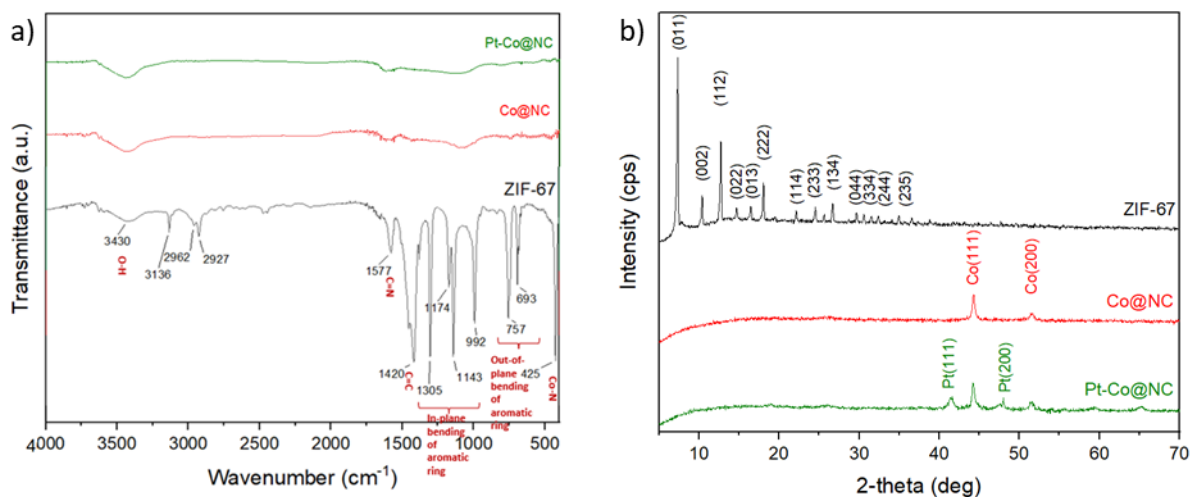 a)
Transmittance (a.u.)
Pt-Co@NC
Co@NC
ZIF-67
3430
O-H
3136
2962
2927
1577
C=N
1420
C=C
1305
1174
1143
992
757
693
425
Co-N
In-plane
bending
of
aromatic
ring
Out-of-
plane
bending
of
aromatic
ring
4000
3500
3000
2500
2000
1500
1000
500
Wavenumber (cm⁻¹)
b)
Intensity (cps)
(011)
(002)
(112)
(022)
(013)
(222)
(114)
(233)
(134)
(044)
(334)
(244)
(235)
ZIF-67
Co(111)
Co(200)
Co@NC
Pt(111)
Pt(200)
Pt-Co@NC
10
20
30
40
50
60
70
2-theta (deg)